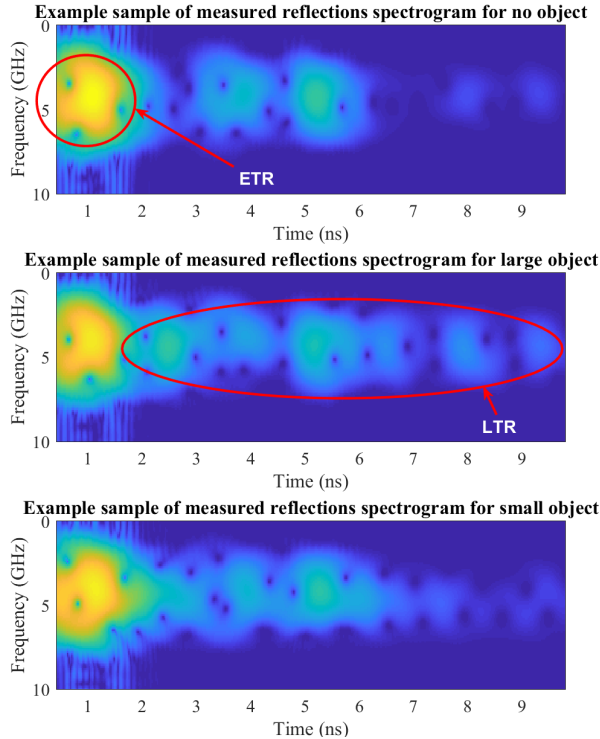 Example sample of measured reflections spectrogram for no object
0
5
10
Frequency (GHz)
ETR
1 2 3 4 5 6 7 8 9
Time (ns)
Example sample of measured reflections spectrogram for large object
0
5
10
Frequency (GHz)
LTR
1 2 3 4 5 6 7 8 9
Time (ns)
Example sample of measured reflections spectrogram for small object
0
5
10
Frequency (GHz)
1 2 3 4 5 6 7 8 9
Time (ns)